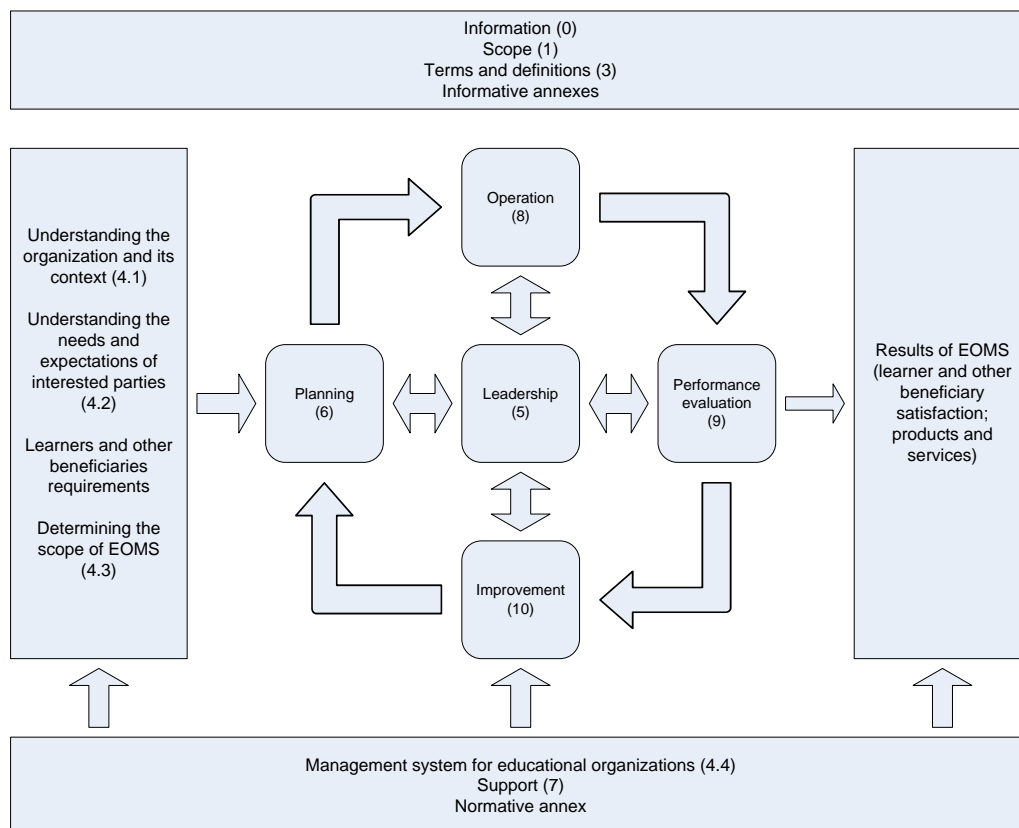 Information (0)
Scope (1)
Terms and definitions (3)
Informative annexes
Understanding the
organization and its
context (4.1)
Understanding the
needs and
expectations of
interested parties
(4.2)
Learners and other
beneficiaries
requirements
Determining the
scope of EOMS
(4.3)
Operation
(8)
Planning
(6)
Leadership
(5)
Performance
evaluation
(9)
Improvement
(10)
Results of EOMS
(learner and other
beneficiary
satisfaction;
products and
services)
Management system for educational organizations (4.4)
Support (7)
Normative annex